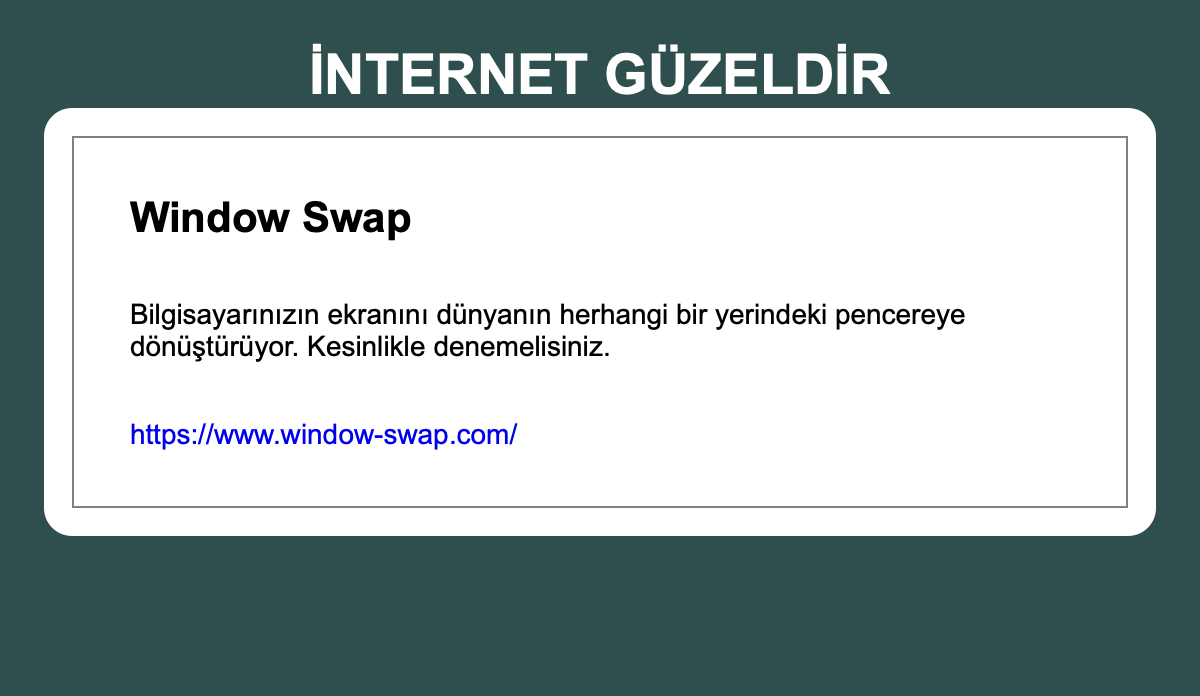 İNTERNET GÜZELDİR
Window Swap
Bilgisayarınızın ekranını dünyanın herhangi bir yerindeki pencereye
dönüştürüyor. Kesinlikle denemelisiniz.
https://www.window-swap.com/